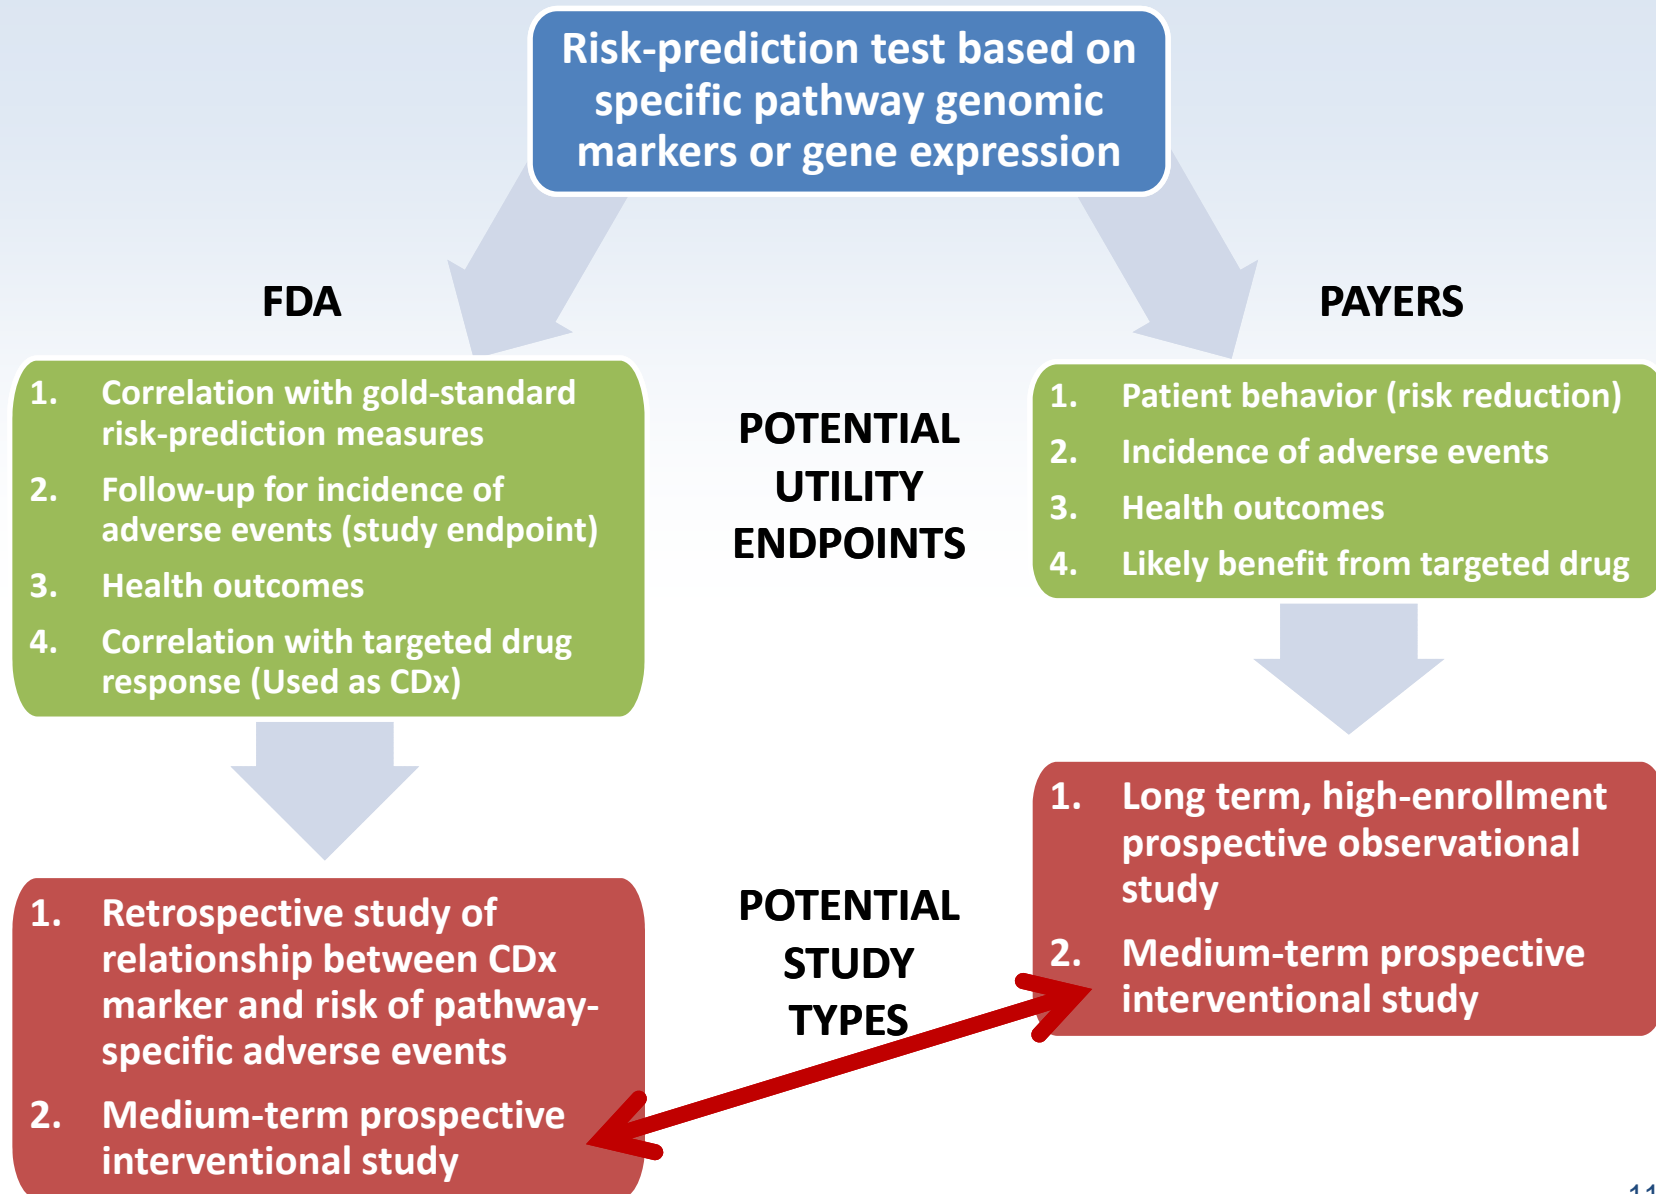 Risk-prediction test based on
specific pathway genomic
markers or gene expression
FDA
PAYERS
1. Correlation with gold-standard
risk-prediction measures
2. Follow-up for incidence of
adverse events (study endpoint)
3. Health outcomes
4. Correlation with targeted drug
response (Used as CDx)
POTENTIAL
UTILITY
ENDPOINTS
1. Patient behavior (risk reduction)
2. Incidence of adverse events
3. Health outcomes
4. Likely benefit from targeted drug
1. Retrospective study of
relationship between CDx
marker and risk of pathway-
specific adverse events
2. Medium-term prospective
interventional study
POTENTIAL
STUDY
TYPES
1. Long term, high-enrollment
prospective observational
study
2. Medium-term prospective
interventional study
11